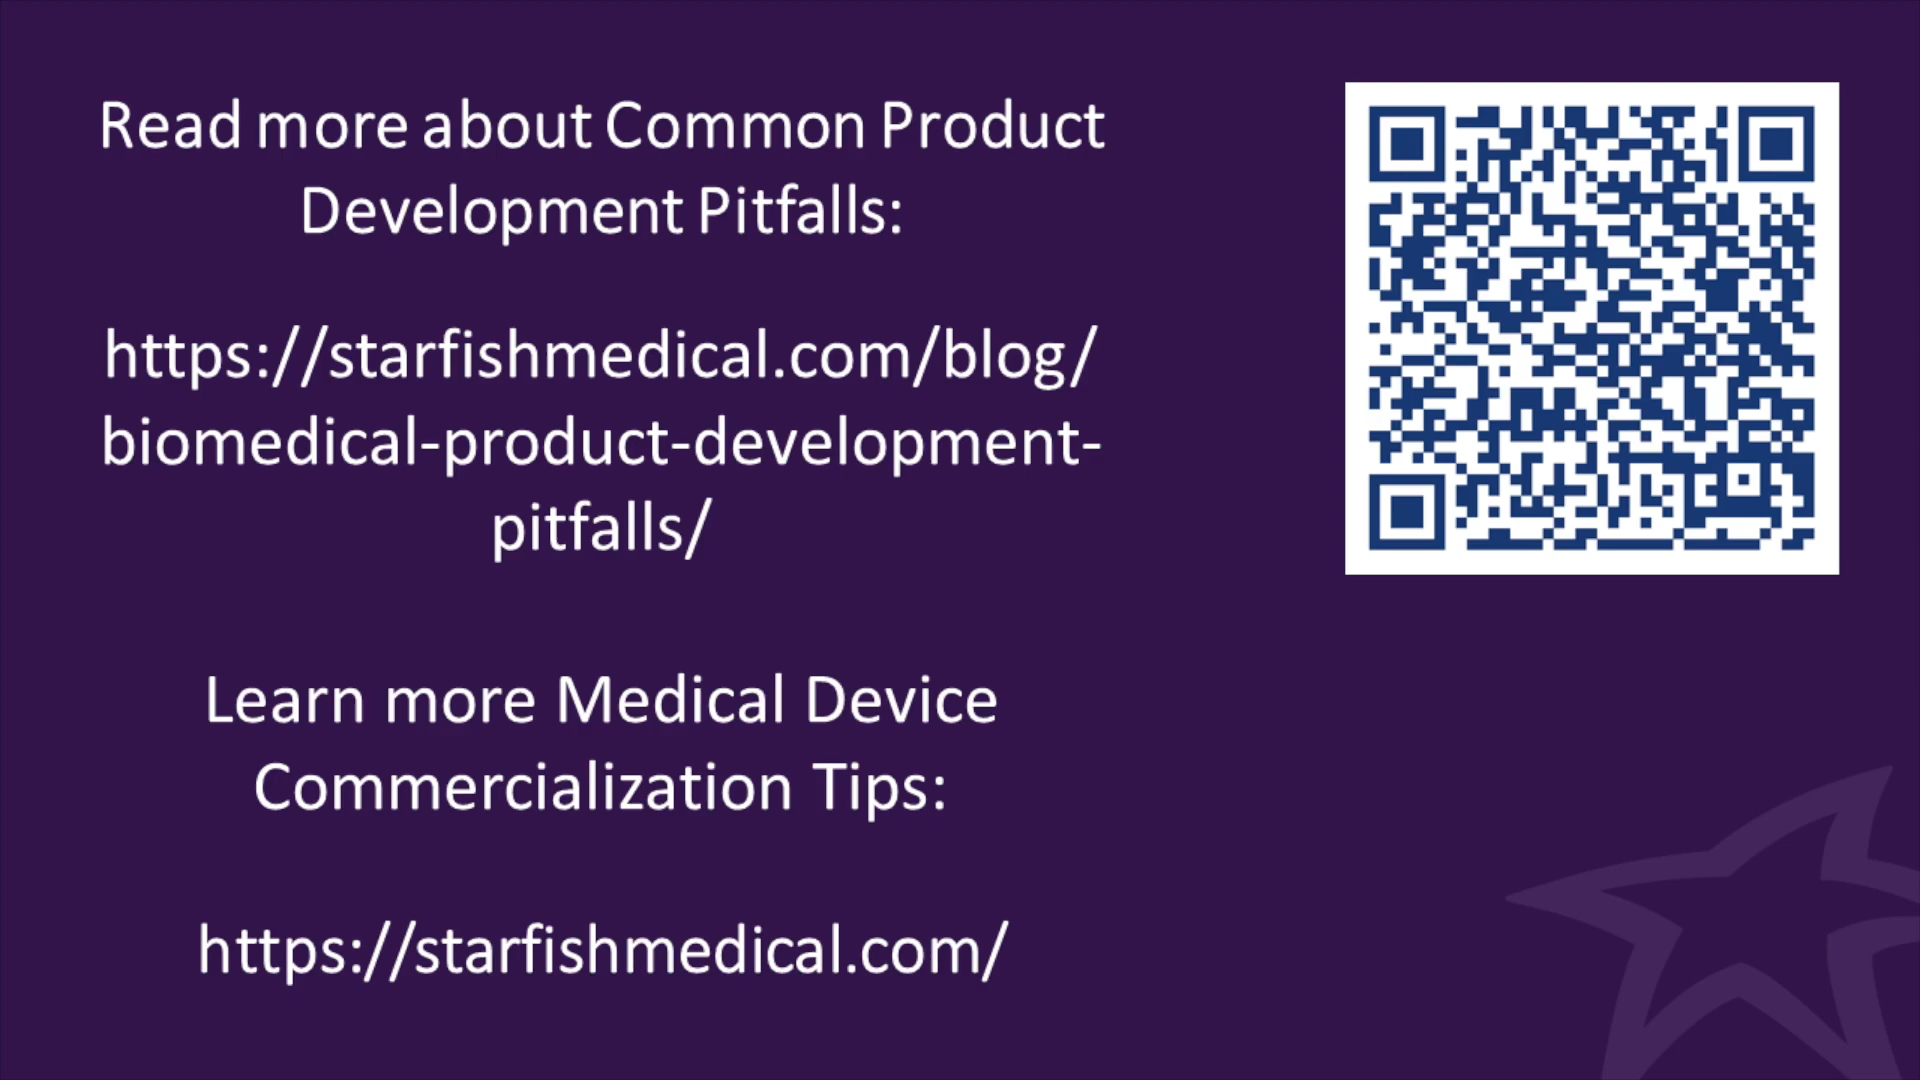 Read more about Common Product
Development Pitfalls:
https://starfishmedical.com/blog/
biomedical-product-development-
pitfalls/
Learn more Medical Device
Commercialization Tips:
https://starfishmedical.com/